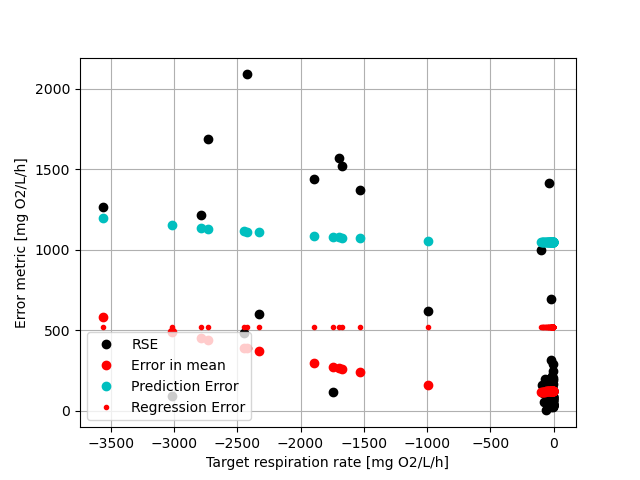 2000
1500
1000
500
0
Error metric [mg O2/L/h]
RSE
Error in mean
Prediction Error
Regression Error
−3500 −3000 −2500 −2000 −1500 −1000 −500 0
Target respiration rate [mg O2/L/h]